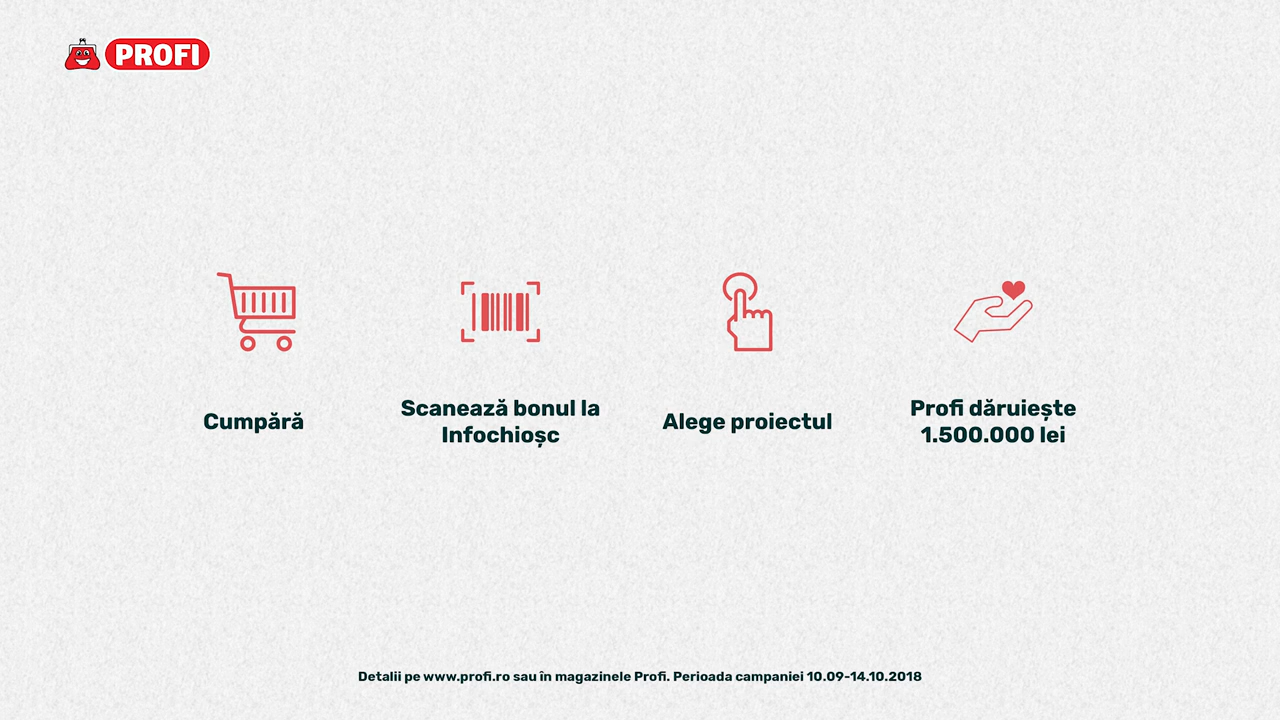 PROFI
Cumpără
Scanează bonul la
Infochioșc
Alege proiectul
Profi dăruiește
1.500.000 lei
Detalii pe www.profi.ro sau în magazinele Profi. Perioada campaniei 10.09-14.10.2018